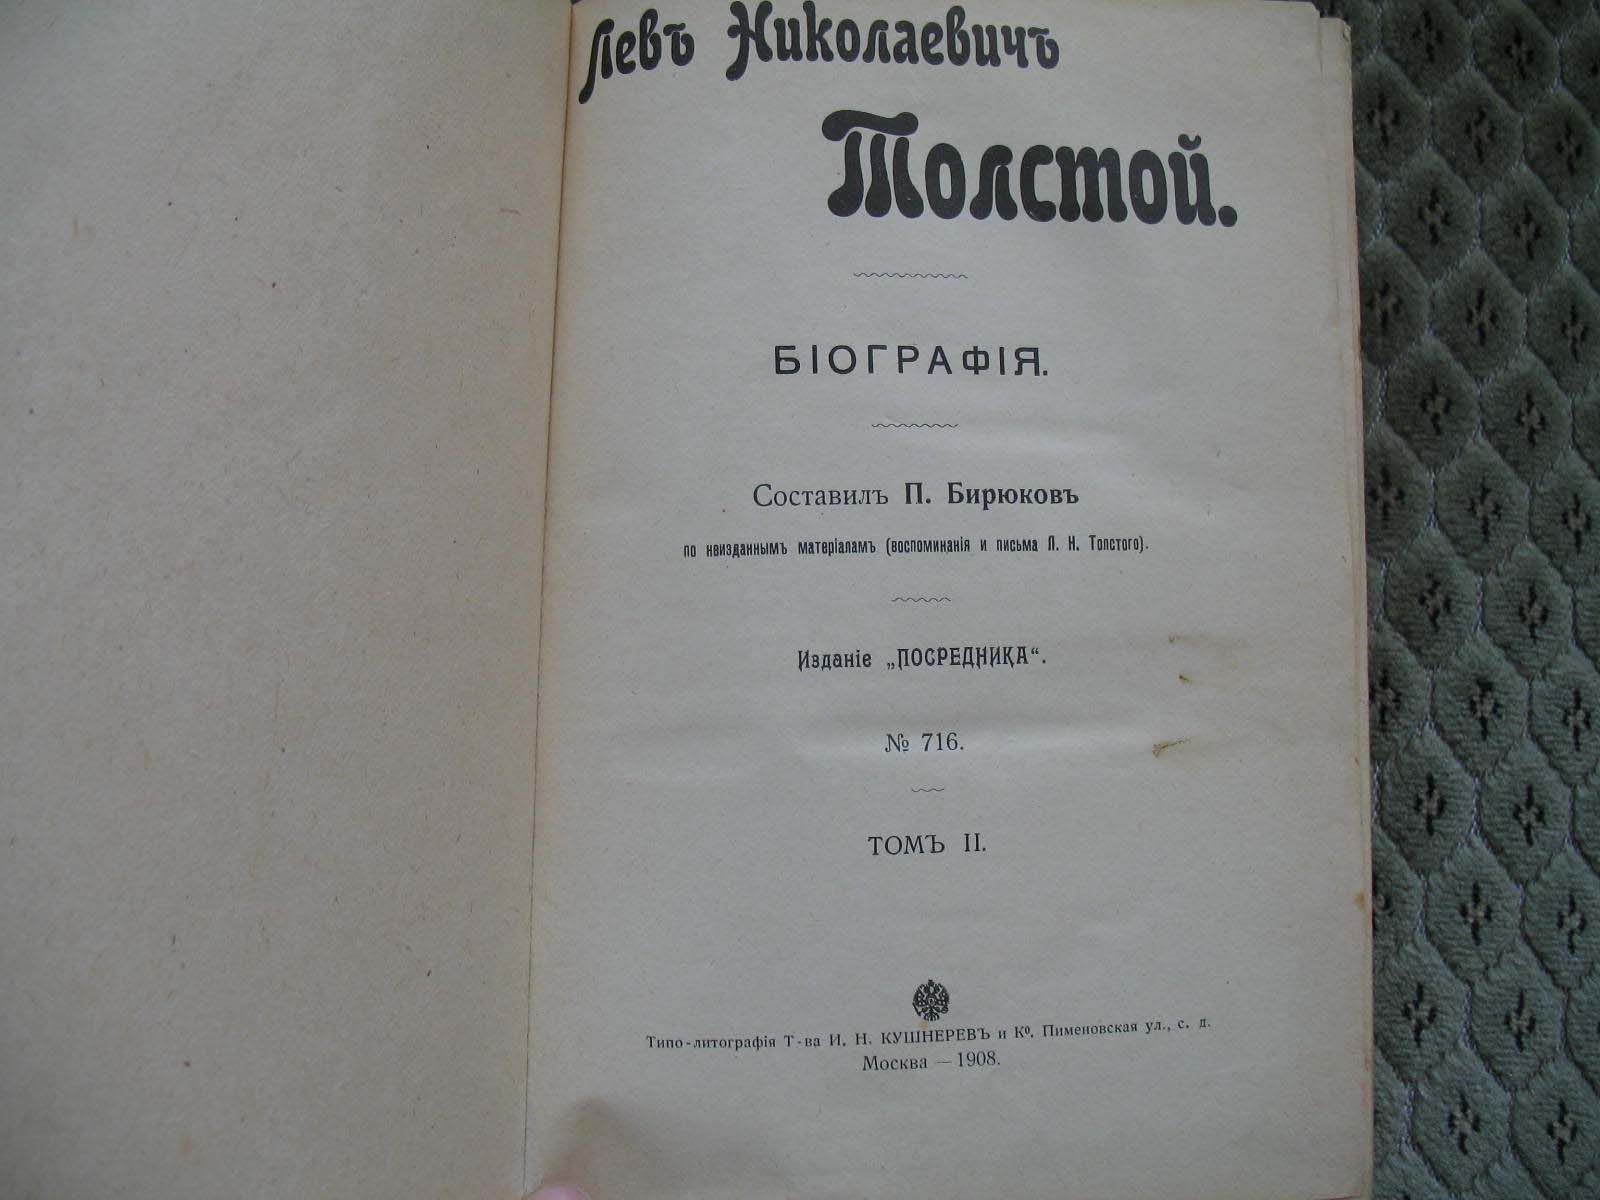 Левъ Николаевичъ
Толстой.
БІОГРАФІЯ.
Составилъ П. Бирюковъ
по неизданнымъ матеріаламъ (воспоминанія и письма Л. Н. Толстого).
Изданіе „ПОСРЕДНИКА“.
№ 716.
ТОМЪ II.
Типо-литографія Т-ва И. Н. КУШНЕРЕВЪ и Кº. Пименовская ул., с. д.
Москва — 1908.